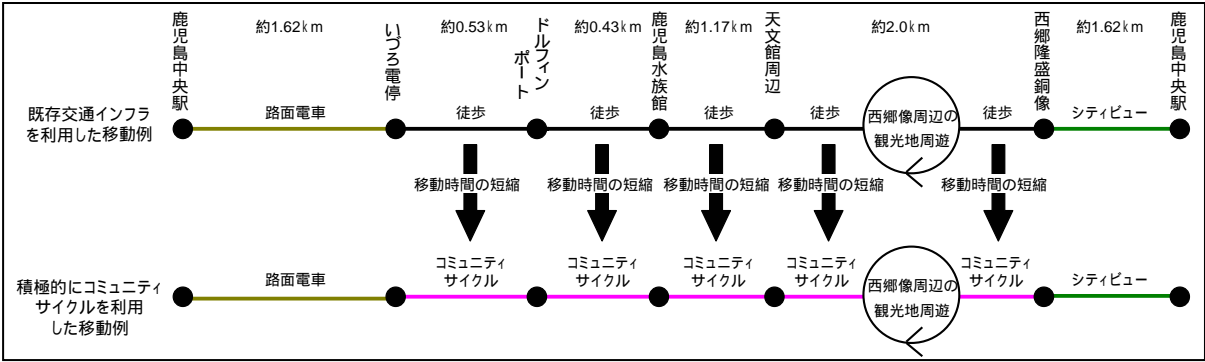 鹿児島中央駅
約1.62km
いづろ電停
約0.53km
ドルフィン
ポート
約0.43km
鹿児島水族館
約1.17km
天文館周辺
約2.0km
西郷隆盛銅像
約1.62km
鹿児島中央駅
既存交通インフラ
を利用した移動例
路面電車
徒歩
徒歩
徒歩
徒歩
西郷像周辺の
観光地周遊
徒歩
シティビュー
移動時間の短縮
移動時間の短縮
移動時間の短縮
移動時間の短縮
移動時間の短縮
積極的にコミュニティ
サイクルを利用
した移動例
路面電車
コミュニティ
サイクル
コミュニティ
サイクル
コミュニティ
サイクル
コミュニティ
サイクル
西郷像周辺の
観光地周遊
コミュニティ
サイクル
シティビュー